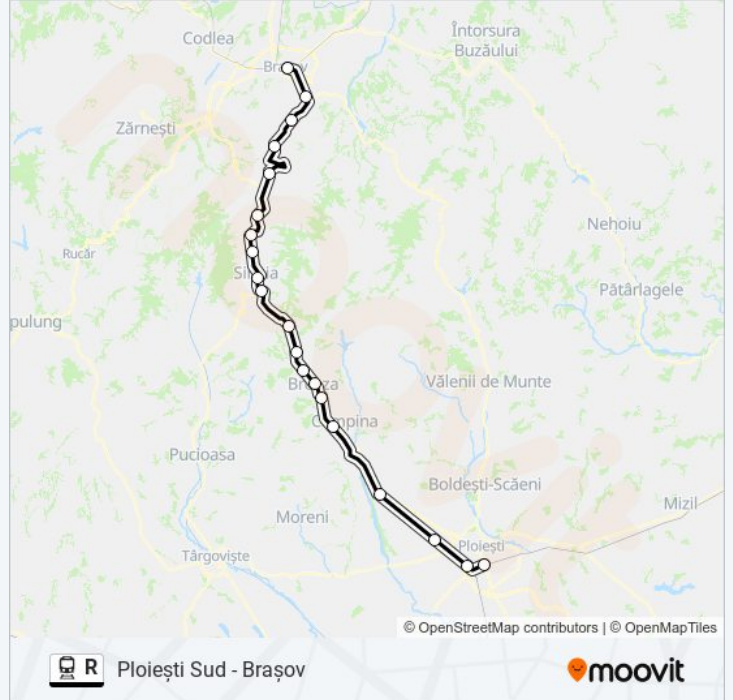 Codlea
Întorsura
Buzăului
Brașov
Zărnești
Nehoiu
Rucăr
Sinaia
Pătârlagele
pulung
Breaza
Vălenii de Munte
Câmpina
Pucioasa
Boldești-Scăeni
Mizil
Moreni
Ploiești
Târgoviște
© OpenStreetMap contributors | © OpenMapTiles
R Ploiești Sud - Brașov
moovit